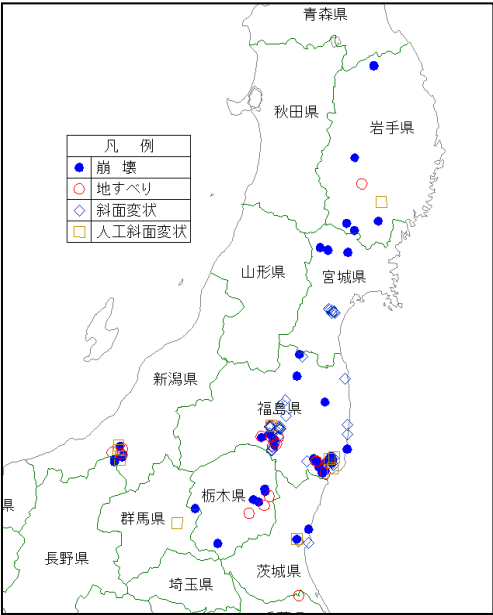 青森県
秋田県
岩手県
凡 例
崩 壊
地すべり
斜面変状
人工斜面変状
山形県
宮城県
新潟県
福島県
栃木県
群馬県
県
長野県
茨城県
埼玉県